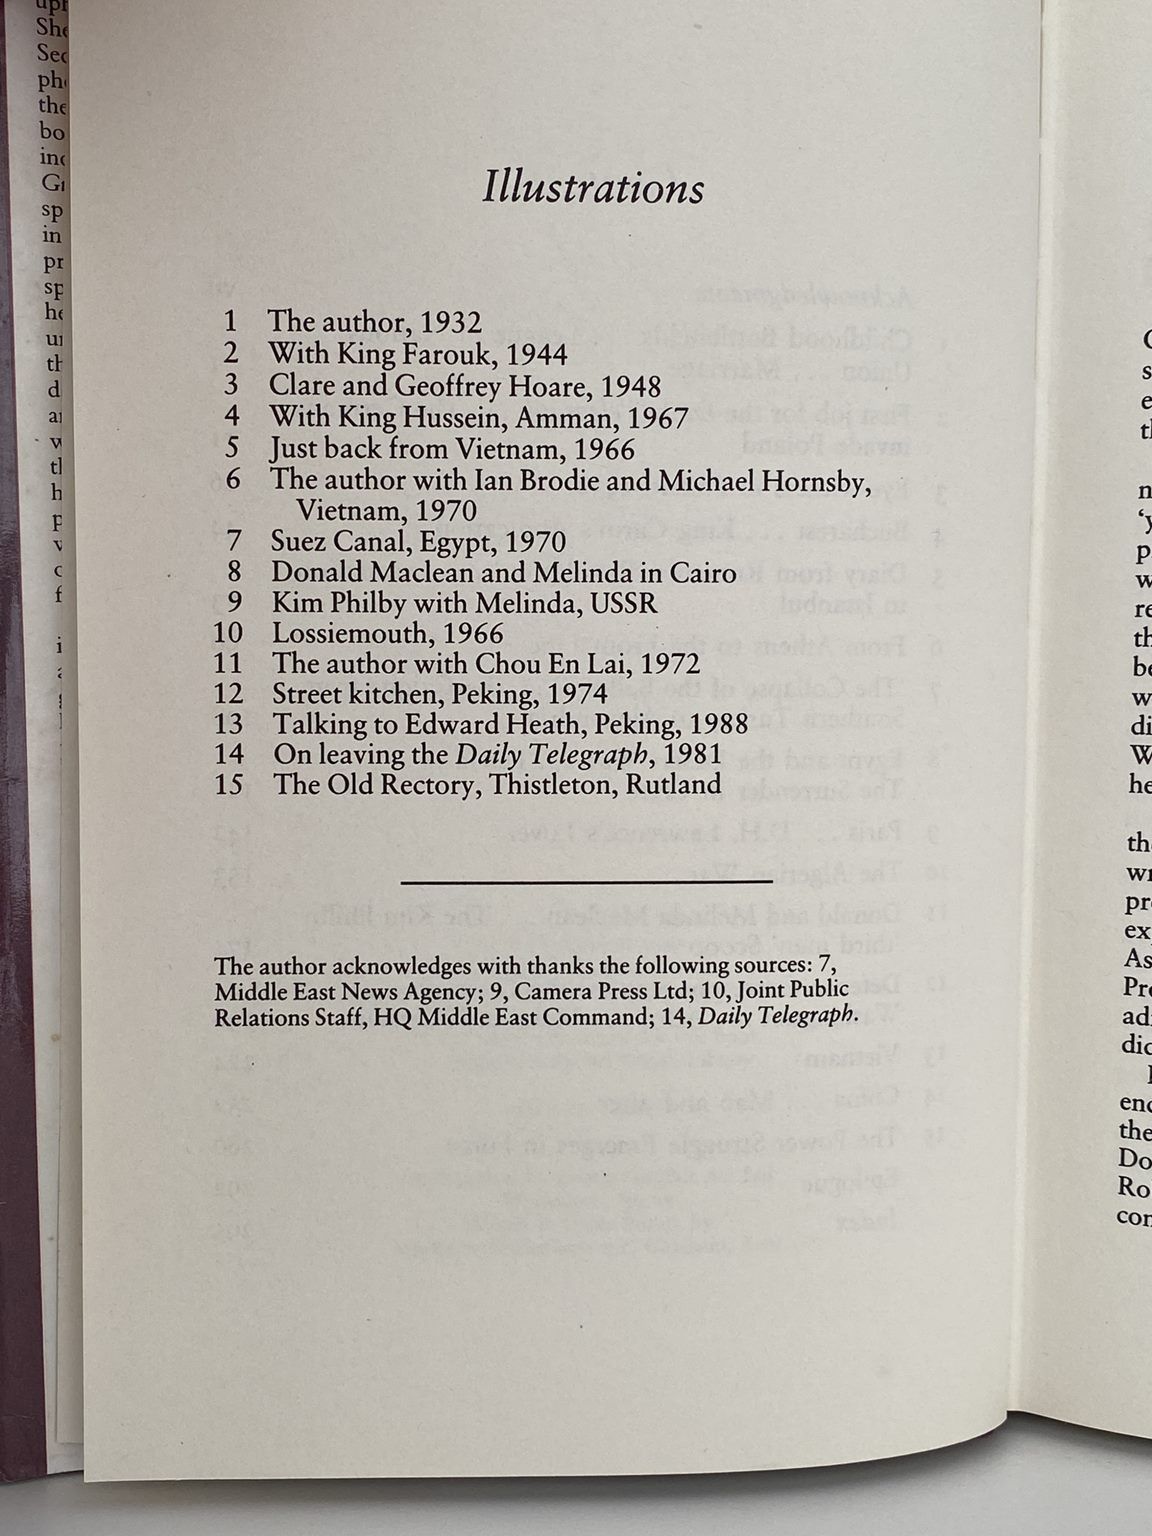 Illustrations
1 The author, 1932
2 With King Farouk, 1944
3 Clare and Geoffrey Hoare, 1948
4 With King Hussein, Amman, 1967
5 Just back from Vietnam, 1966
6 The author with Ian Brodie and Michael Hornsby,
Vietnam, 1970
7 Suez Canal, Egypt, 1970
8 Donald Maclean and Melinda in Cairo
9 Kim Philby with Melinda, USSR
10 Lossiemouth, 1966
11 The author with Chou En Lai, 1972
12 Street kitchen, Peking, 1974
13 Talking to Edward Heath, Peking, 1988
14 On leaving the Daily Telegraph, 1981
15 The Old Rectory, Thistleton, Rutland
The author acknowledges with thanks the following sources: 7,
Middle East News Agency; 9, Camera Press Ltd; 10, Joint Public
Relations Staff, HQ Middle East Command; 14, Daily Telegraph.